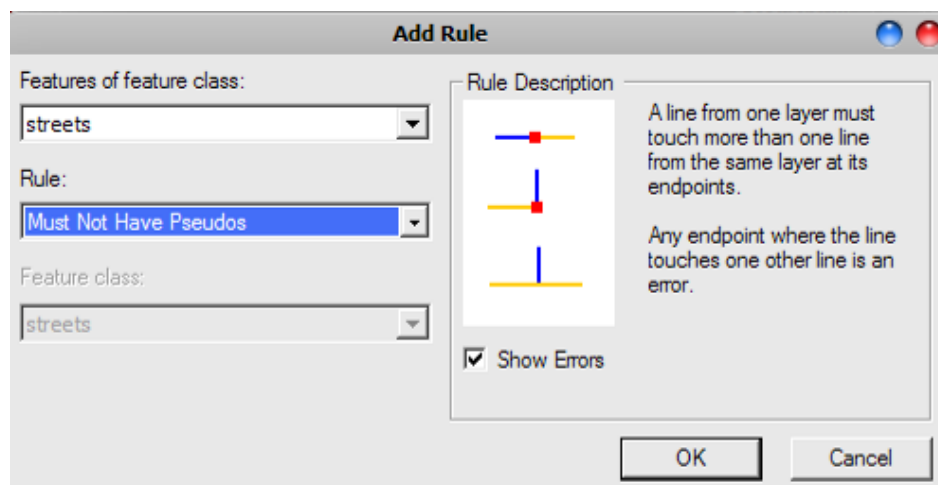 Add Rule
Features of feature class:
streets
Rule:
Must Not Have Pseudos
Feature class:
streets
Rule Description
A line from one layer must
touch more than one line
from the same layer at its
endpoints.
Any endpoint where the line
touches one other line is an
error.
Show Errors
OK
Cancel